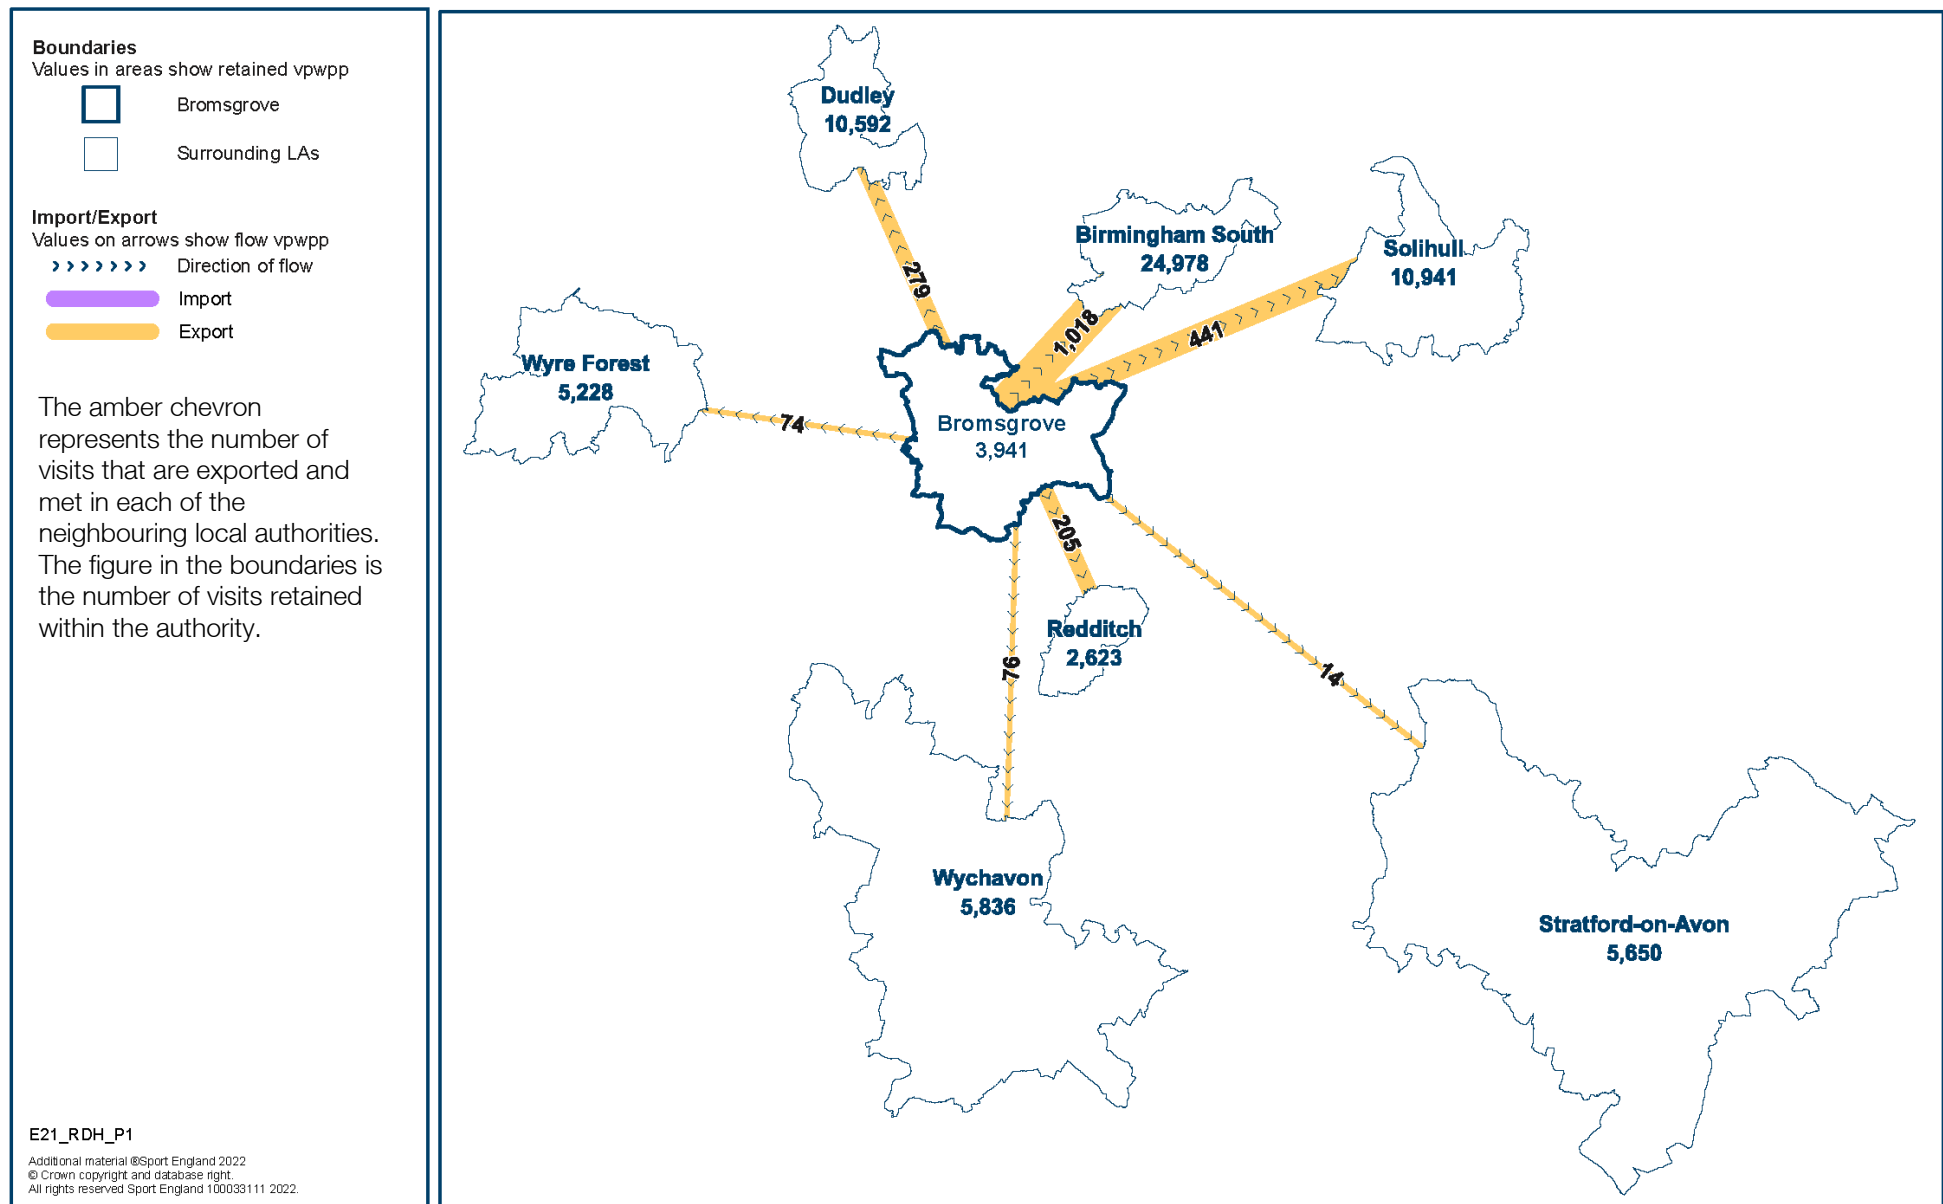 Boundaries
Values in areas show retained vpwpp
Bromsgrove
Surrounding LAs
Import/Export
Values on arrows show flow vpwpp
Direction of flow
Import
Export
The amber chevron
represents the number of
visits that are exported and
met in each of the
neighbouring local authorities.
The figure in the boundaries is
the number of visits retained
within the authority.
E21_RDH_P1
Additional material ®Sport England 2022
© Crown copyright and database right.
All rights reserved Sport England 100033111 2022.
Dudley
10,592
Birmingham South
24,978
Solihull
10,941
279
1,018
441
Wyre Forest
5,228
74
Bromsgrove
3,941
205
Redditch
2,623
76
14
Wychavon
5,836
Stratford-on-Avon
5,650